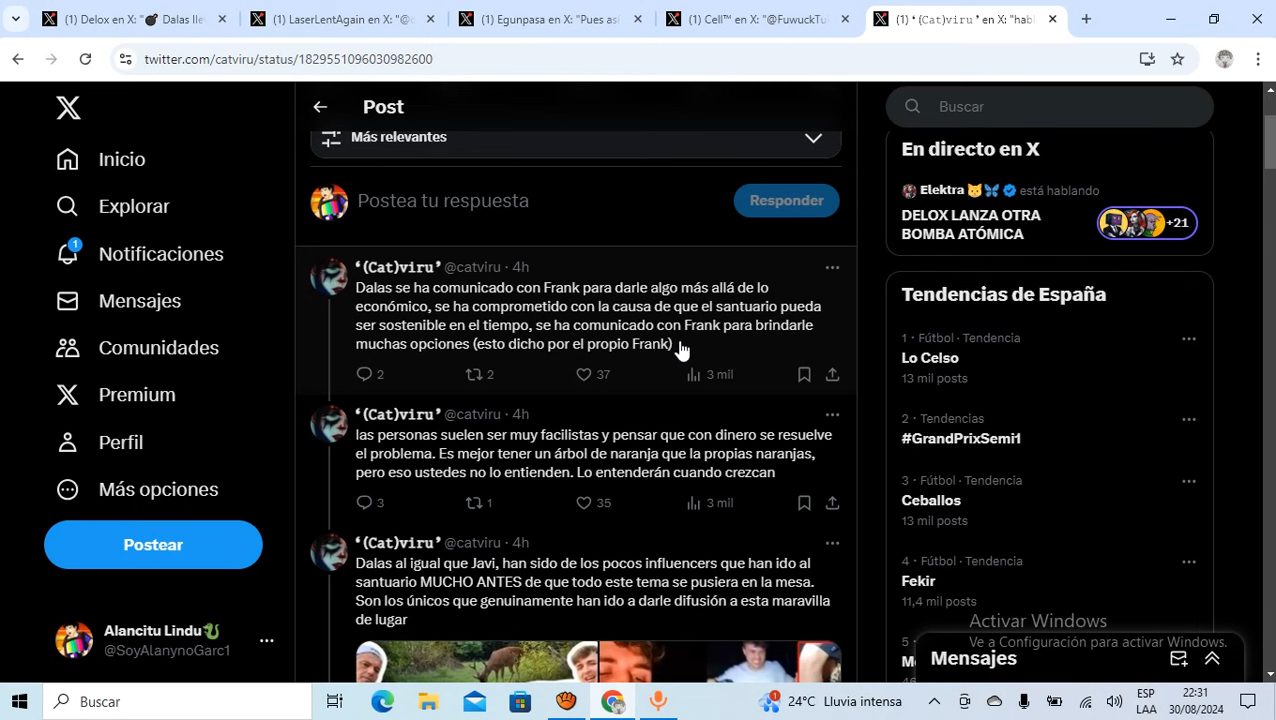 (1) Delox en X: "💣 Dalas lle
(1) LaserLentAgain en X: "@c
(1) Egunpasa en X: "Pues así
(1) Cell™ en X: "@FuwuckTu
(1) ❛(Cat)viru❜ en X: "hab
twitter.com/catviru/status/1829551096030982600
Inicio
Explorar
1
Notificaciones
Mensajes
Comunidades
Premium
Perfil
Más opciones
Postear
Alancitu Lindu🐍
@SoyAlanynoGarc1
Post
Más relevantes
Postea tu respuesta
Responder
❛(Cat)viru❜ @catviru · 4h
Dalas se ha comunicado con Frank para darle algo más allá de lo
económico, se ha comprometido con la causa de que el santuario pueda
ser sostenible en el tiempo, se ha comunicado con Frank para brindarle
muchas opciones (esto dicho por el propio Frank)
2 2 37 3 mil
❛(Cat)viru❜ @catviru · 4h
las personas suelen ser muy facilistas y pensar que con dinero se resuelve
el problema. Es mejor tener un árbol de naranja que la propias naranjas,
pero eso ustedes no lo entienden. Lo entenderán cuando crezcan
3 1 35 3 mil
❛(Cat)viru❜ @catviru · 4h
Dalas al igual que Javi, han sido de los pocos influencers que han ido al
santuario MUCHO ANTES de que todo este tema se pusiera en la mesa.
Son los únicos que genuinamente han ido a darle difusión a esta maravilla
de lugar
Buscar
En directo en X
Elektra 🐱🦋 está hablando
DELOX LANZA OTRA
BOMBA ATÓMICA
+21
Tendencias de España
1 · Fútbol · Tendencia
Lo Celso
13 mil posts
2 · Tendencias
#GrandPrixSemi1
3 · Fútbol · Tendencia
Ceballos
13 mil posts
4 · Fútbol · Tendencia
Fekir
11,4 mil posts
5 ·
Activar Windows
Ve a Configuración para activar Windows.
Mensajes
Buscar
1
24°C Lluvia intensa
ESP
LAA
22:31
30/08/2024